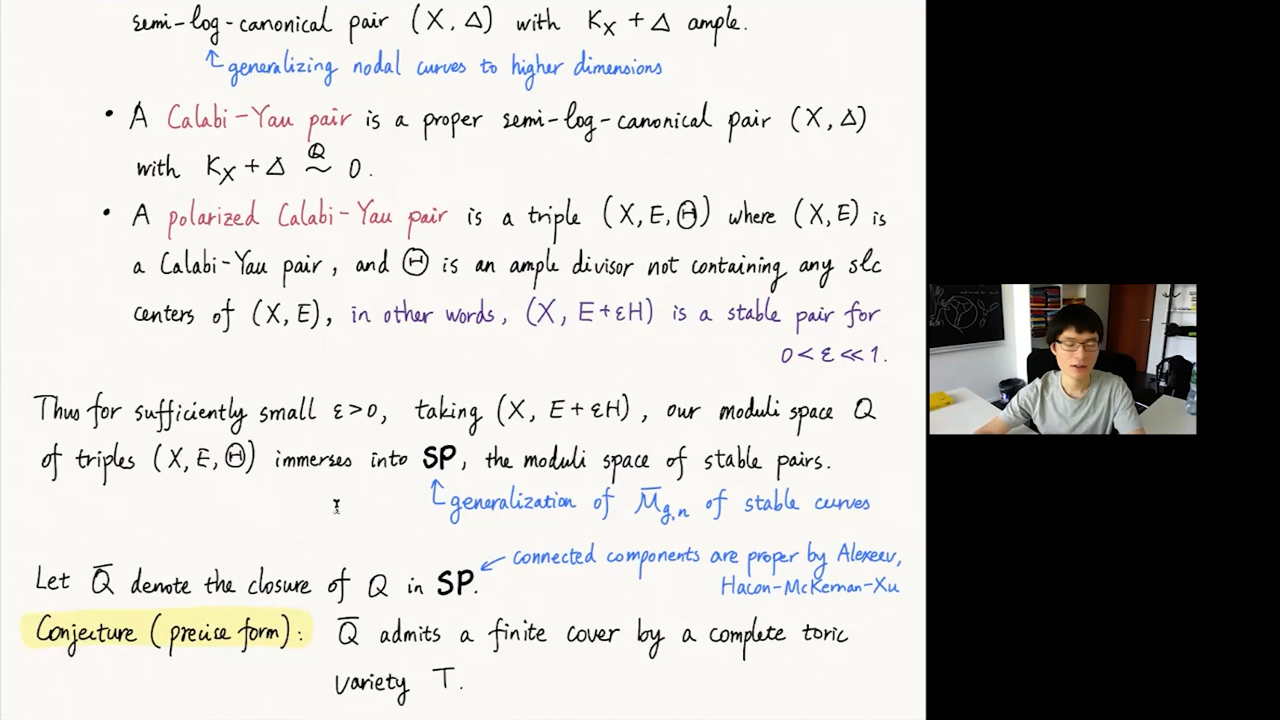 semi-log-canonical pair (X, Δ) with K_X + Δ ample.
↑ generalizing nodal curves to higher dimensions
• A Calabi-Yau pair is a proper semi-log-canonical pair (X, Δ)
with K_X + Δ ~^ℚ 0.
• A polarized Calabi-Yau pair is a triple (X, E, Θ) where (X, E) is
a Calabi-Yau pair, and Θ is an ample divisor not containing any slc
centers of (X, E), in other words, (X, E + εH) is a stable pair for
0 < ε ≪ 1.
Thus for sufficiently small ε > 0, taking (X, E + εH), our moduli space Q
of triples (X, E, Θ) immerses into SP, the moduli space of stable pairs.
↑ generalization of M̄_{g,n} of stable curves
↙ connected components are proper by Alexeev,
Hacon-McKernan-Xu
Let Q̄ denote the closure of Q in SP.
Conjecture (precise form): Q̄ admits a finite cover by a complete toric
variety T.